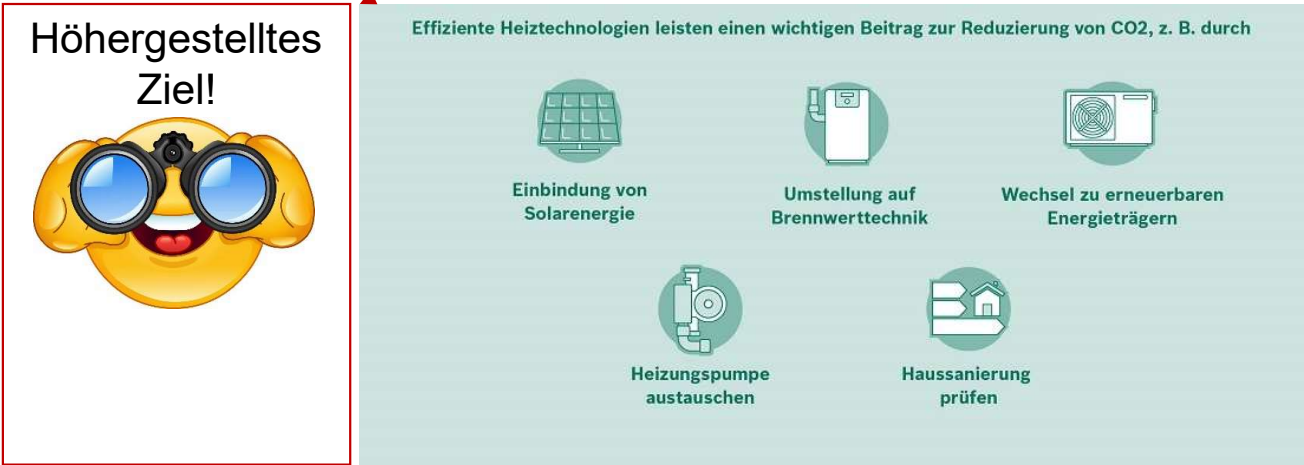 Höhergestelltes
Ziel!
Effiziente Heiztechnologien leisten einen wichtigen Beitrag zur Reduzierung von CO2, z. B. durch
Einbindung von
Solarenergie
Umstellung auf
Brennwerttechnik
Wechsel zu erneuerbaren
Energieträgern
Heizungspumpe
austauschen
Haussanierung
prüfen